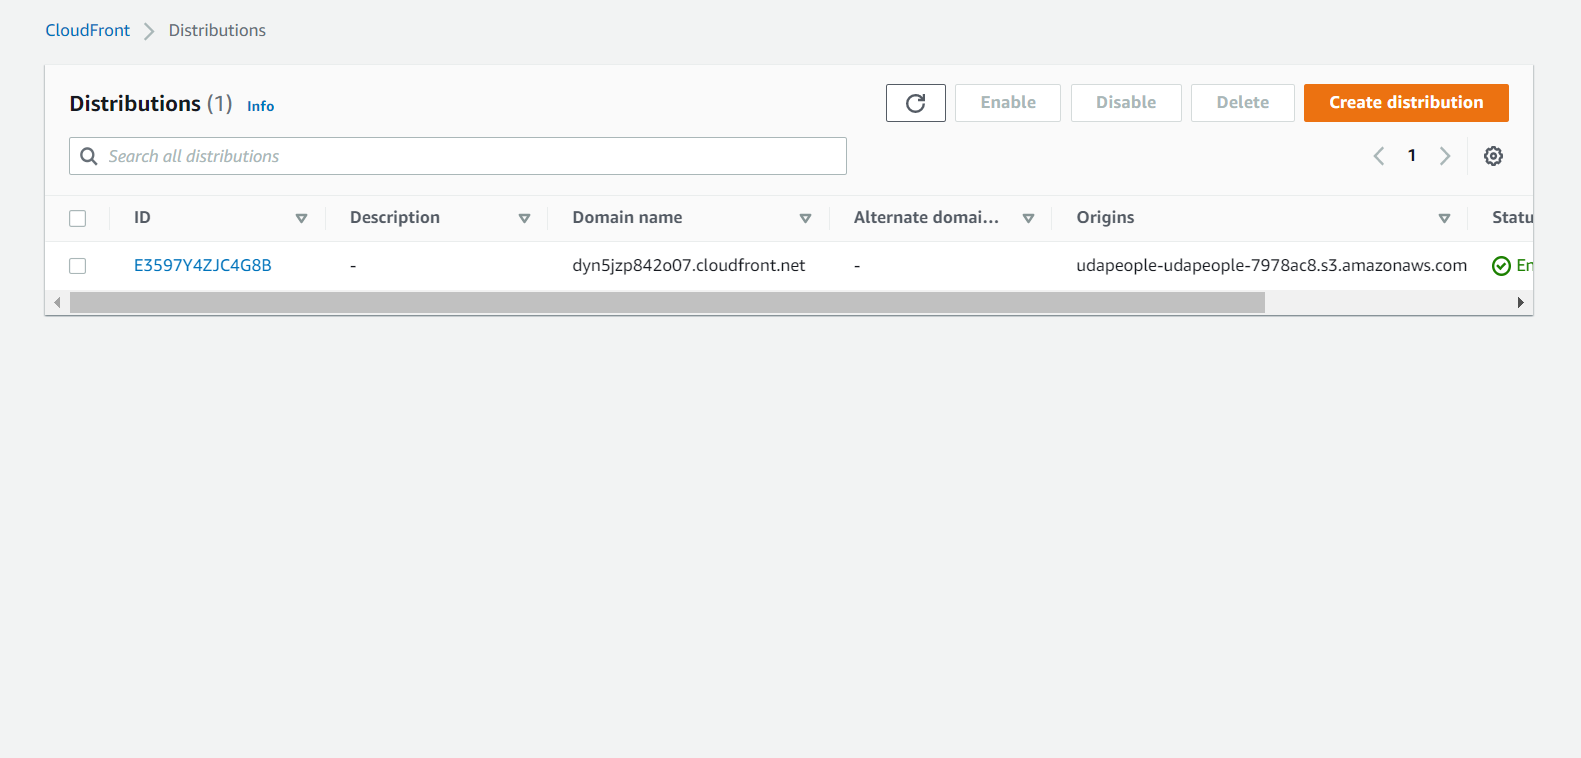 CloudFront Distributions
Distributions (1) Info
Enable Disable Delete Create distribution
Search all distributions
1
ID Description Domain name Alternate domai... Origins Statu
E3597Y4ZJC4G8B - dyn5jzp842o07.cloudfront.net - udapeople-udapeople-7978ac8.s3.amazonaws.com En